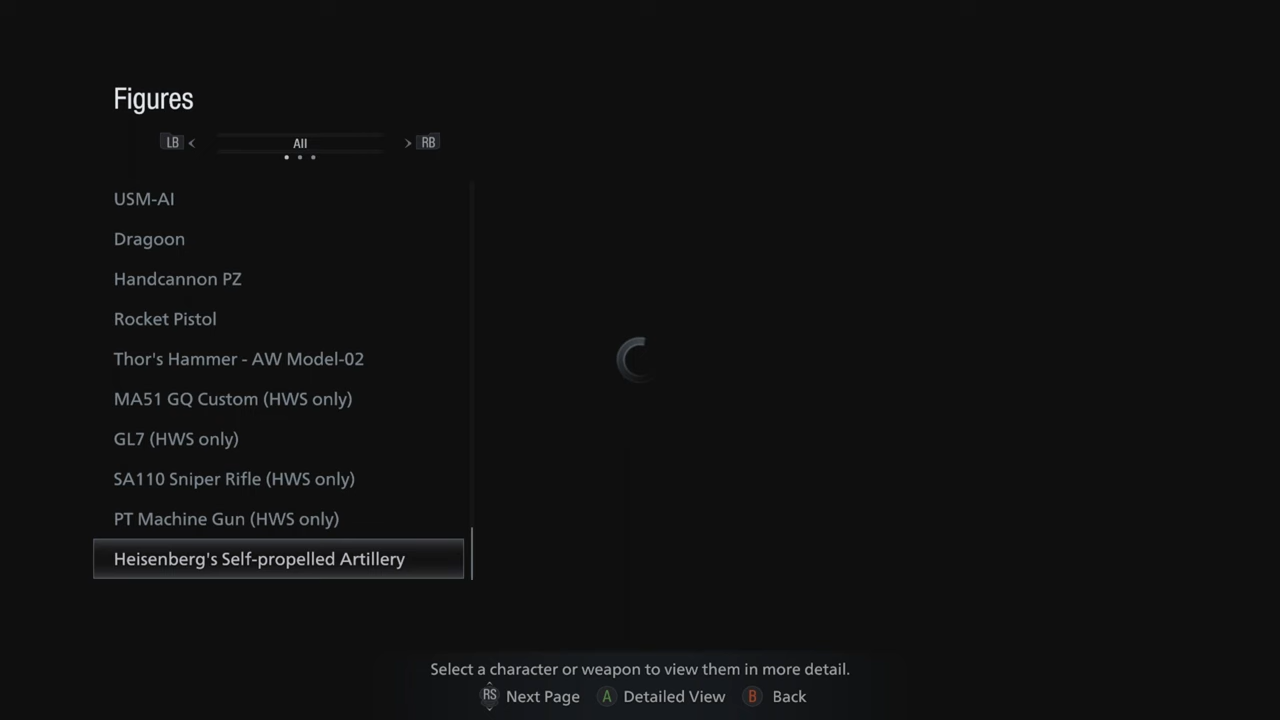 Figures
LB < All > RB
USM-AI
Dragoon
Handcannon PZ
Rocket Pistol
Thor's Hammer - AW Model-02
MA51 GQ Custom (HWS only)
GL7 (HWS only)
SA110 Sniper Rifle (HWS only)
PT Machine Gun (HWS only)
Heisenberg's Self-propelled Artillery
Select a character or weapon to view them in more detail.
RS Next Page A Detailed View B Back